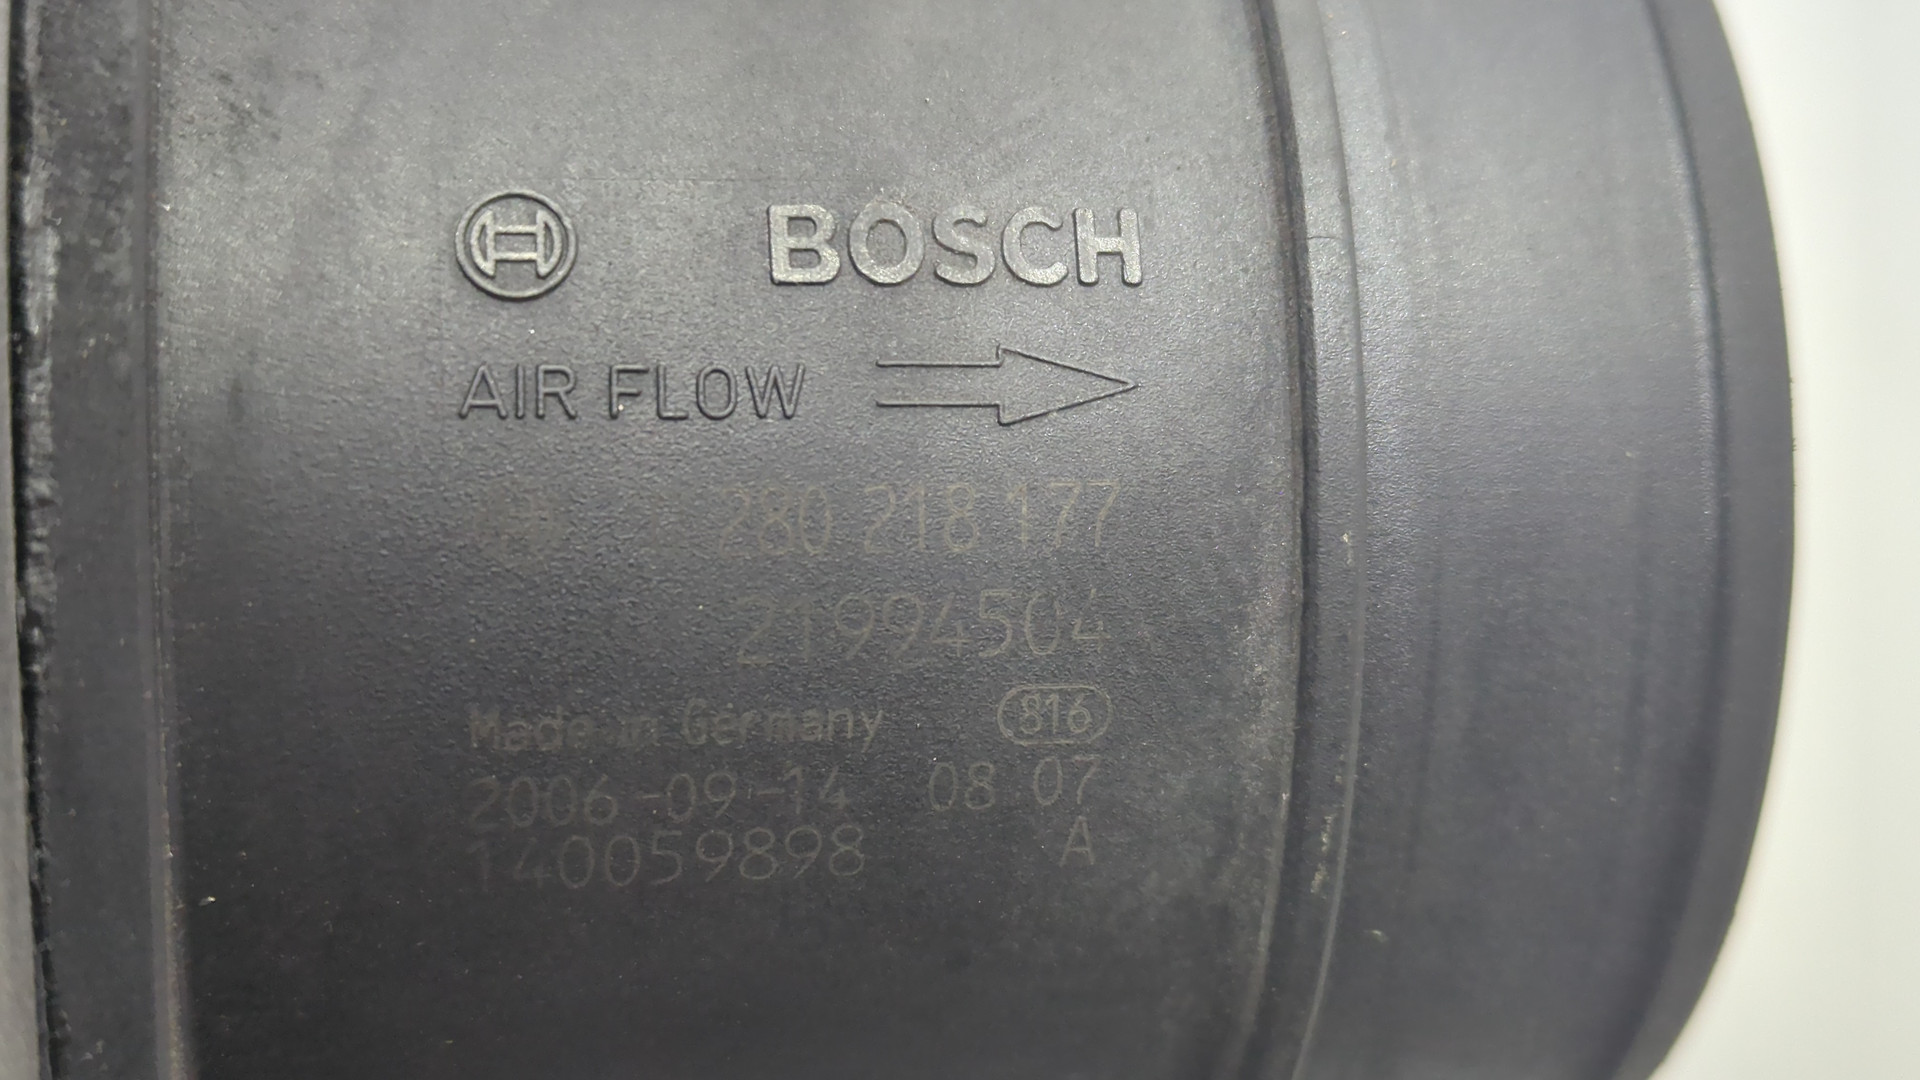 BOSCH
AIR FLOW
280 218 177
21994504
Made in Germany 816
2006-09-14 08 07
140059898 A